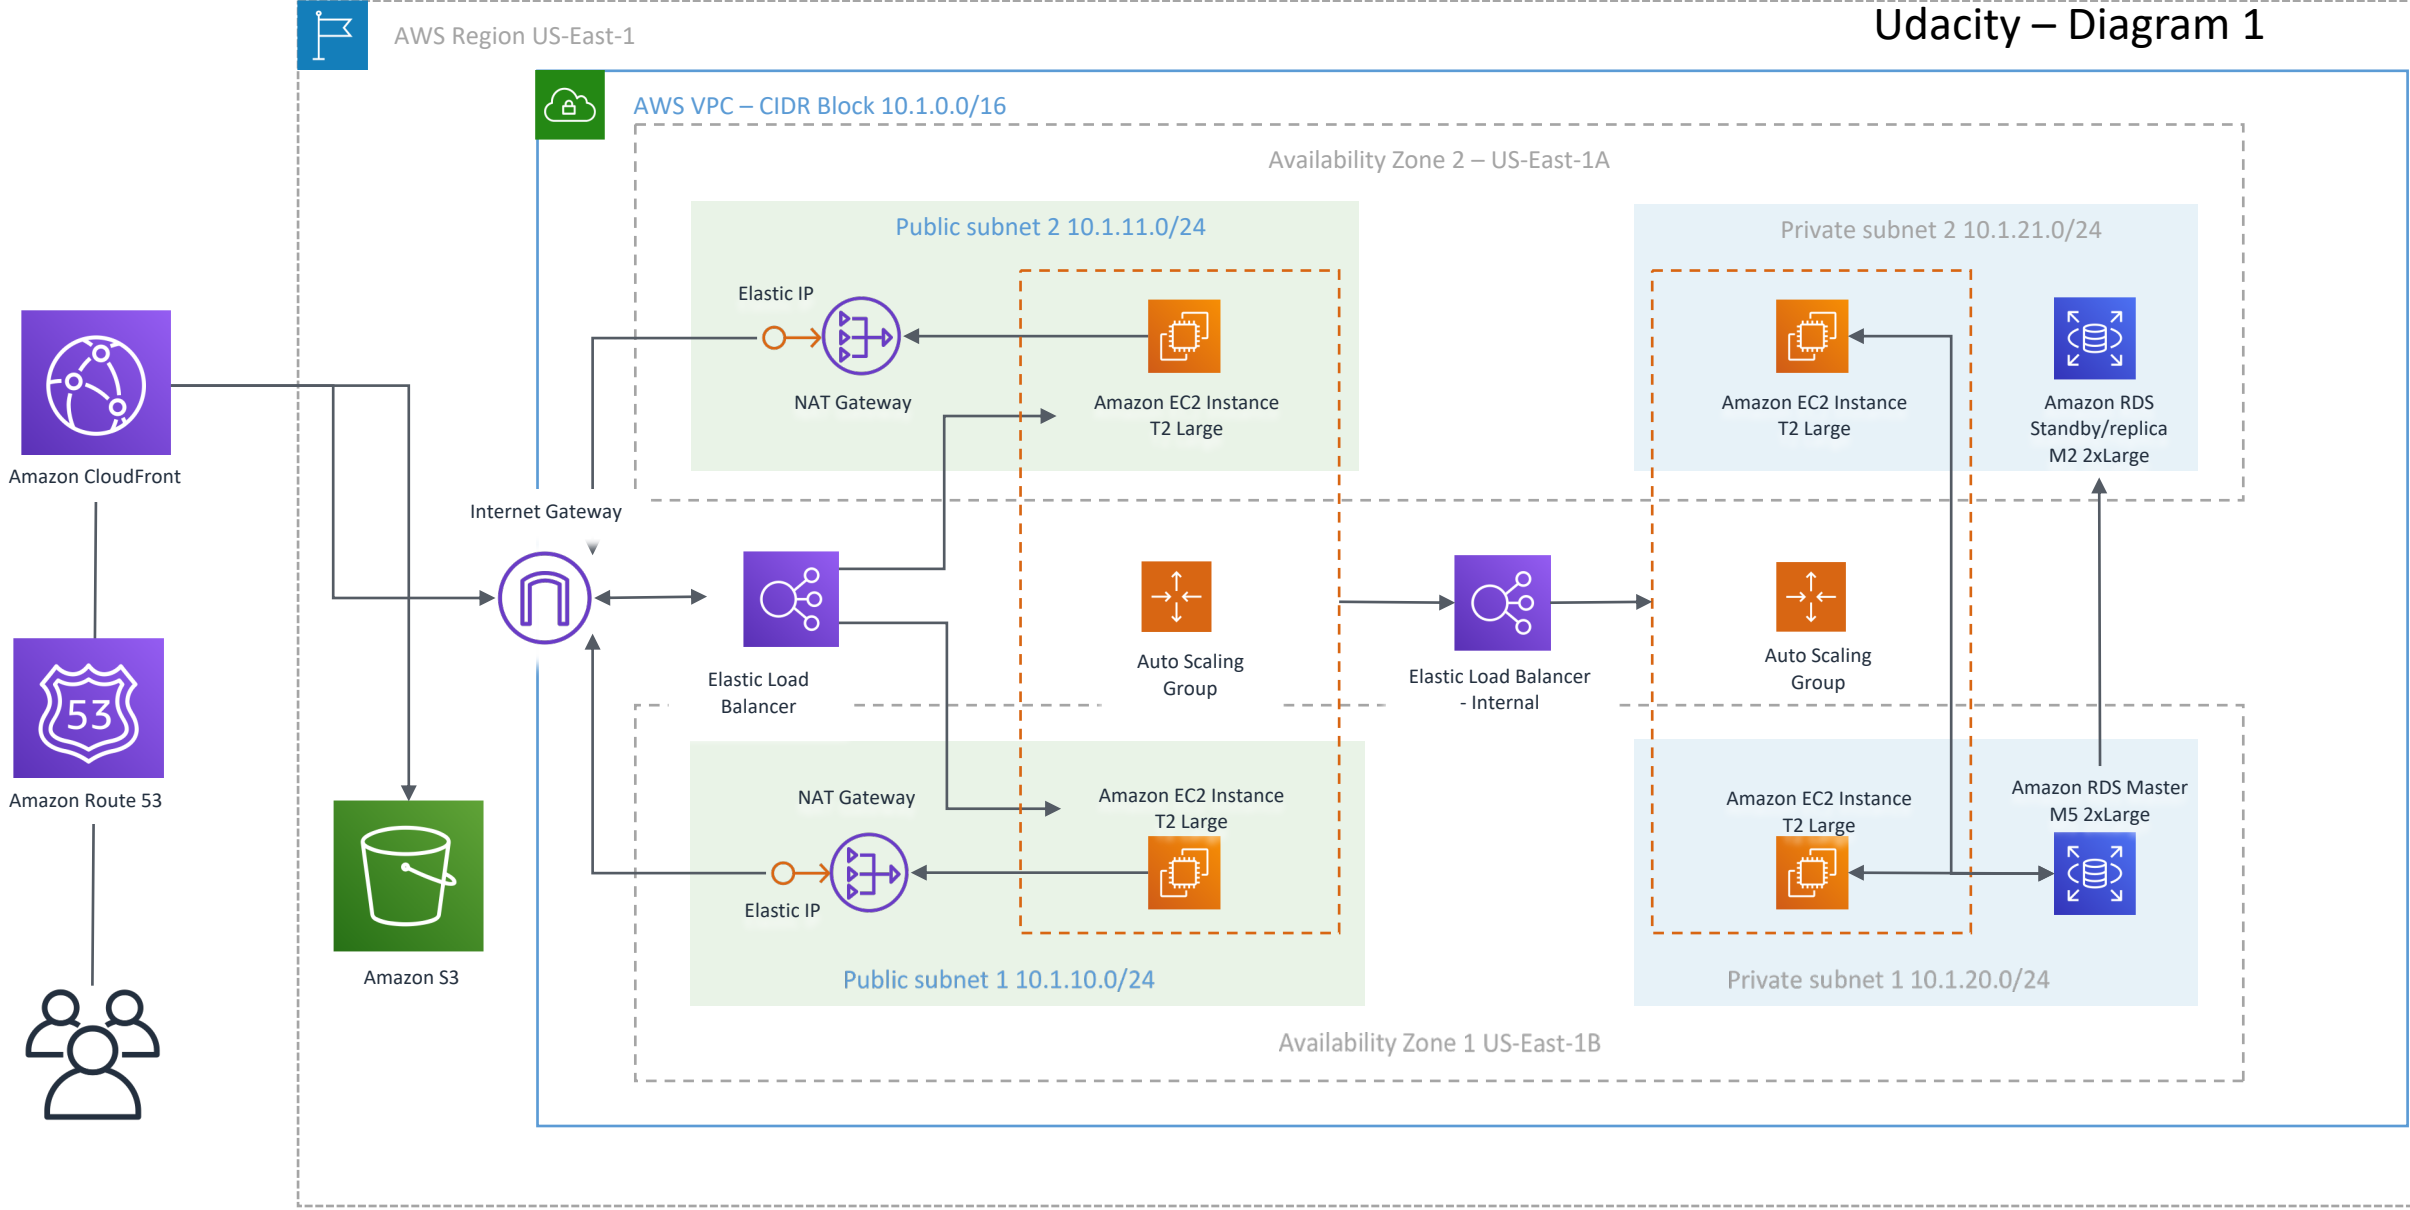 Udacity – Diagram 1
AWS Region US-East-1
AWS VPC – CIDR Block 10.1.0.0/16
Availability Zone 2 – US-East-1A
Public subnet 2 10.1.11.0/24
Private subnet 2 10.1.21.0/24
Elastic IP
NAT Gateway
Amazon EC2 Instance
T2 Large
Amazon EC2 Instance
T2 Large
Amazon RDS
Standby/replica
M2 2xLarge
Amazon CloudFront
Internet Gateway
Elastic Load
Balancer
Auto Scaling
Group
Elastic Load Balancer
- Internal
Auto Scaling
Group
53
Amazon Route 53
NAT Gateway
Amazon EC2 Instance
T2 Large
Amazon EC2 Instance
T2 Large
Amazon RDS Master
M5 2xLarge
Elastic IP
Amazon S3
Public subnet 1 10.1.10.0/24
Private subnet 1 10.1.20.0/24
Availability Zone 1 US-East-1B